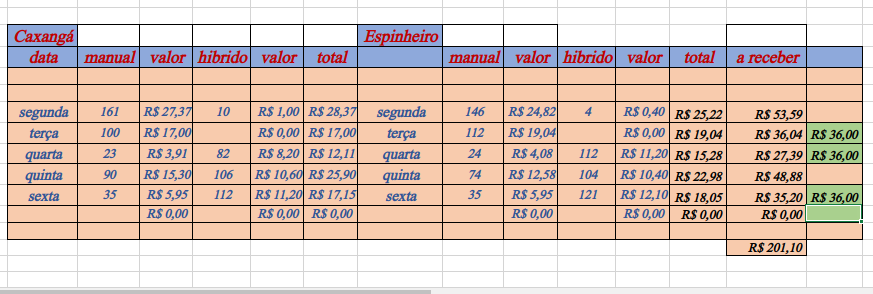 Caxangá Espinheiro
data manual valor hibrido valor total manual valor hibrido valor total a receber
segunda 161 R$ 27,37 10 R$ 1,00 R$ 28,37 segunda 146 R$ 24,82 4 R$ 0,40 R$ 25,22 R$ 53,59
terça 100 R$ 17,00 R$ 0,00 R$ 17,00 terça 112 R$ 19,04 R$ 0,00 R$ 19,04 R$ 36,04 R$ 36,00
quarta 23 R$ 3,91 82 R$ 8,20 R$ 12,11 quarta 24 R$ 4,08 112 R$ 11,20 R$ 15,28 R$ 27,39 R$ 36,00
quinta 90 R$ 15,30 106 R$ 10,60 R$ 25,90 quinta 74 R$ 12,58 104 R$ 10,40 R$ 22,98 R$ 48,88
sexta 35 R$ 5,95 112 R$ 11,20 R$ 17,15 sexta 35 R$ 5,95 121 R$ 12,10 R$ 18,05 R$ 35,20 R$ 36,00
R$ 0,00 R$ 0,00 R$ 0,00 R$ 0,00 R$ 0,00 R$ 0,00 R$ 0,00
R$ 201,10